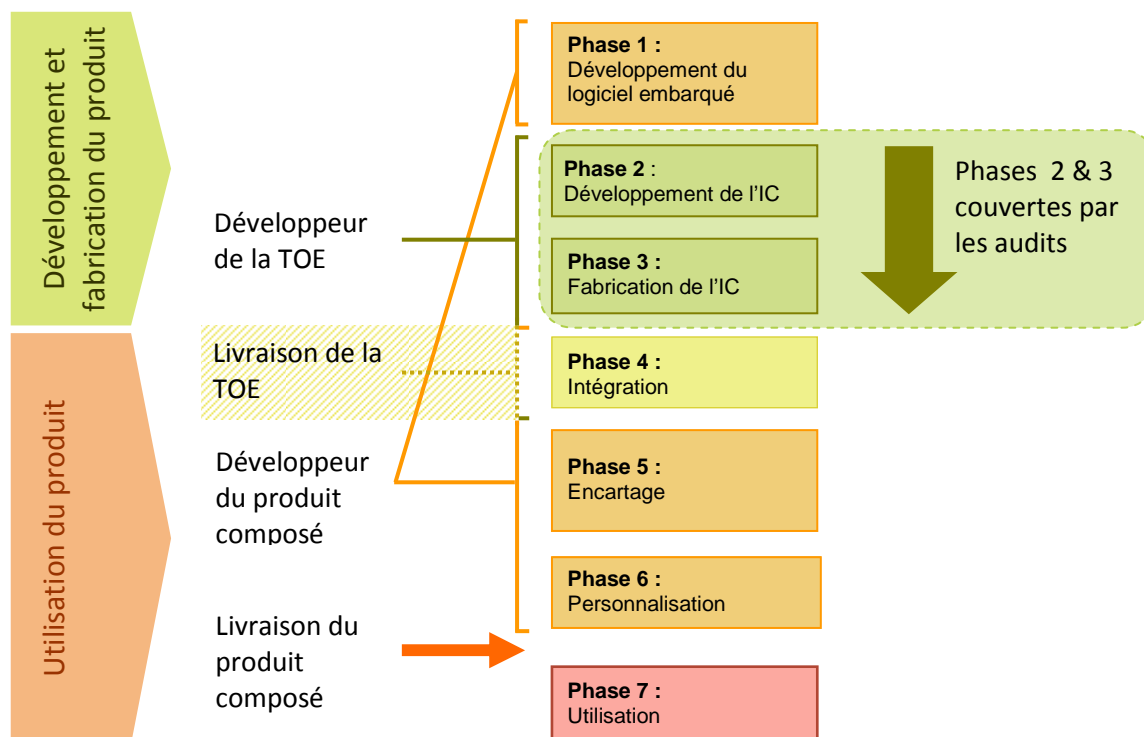 Développement et
fabrication du produit
Utilisation du produit
Développeur
de la TOE
Livraison de la
TOE
Développeur
du produit
composé
Livraison du
produit
composé
Phase 1 :
Développement du
logiciel embarqué
Phase 2 :
Développement de l'IC
Phase 3 :
Fabrication de l'IC
Phases 2 & 3
couvertes par
les audits
Phase 4 :
Intégration
Phase 5 :
Encartage
Phase 6 :
Personnalisation
Phase 7 :
Utilisation